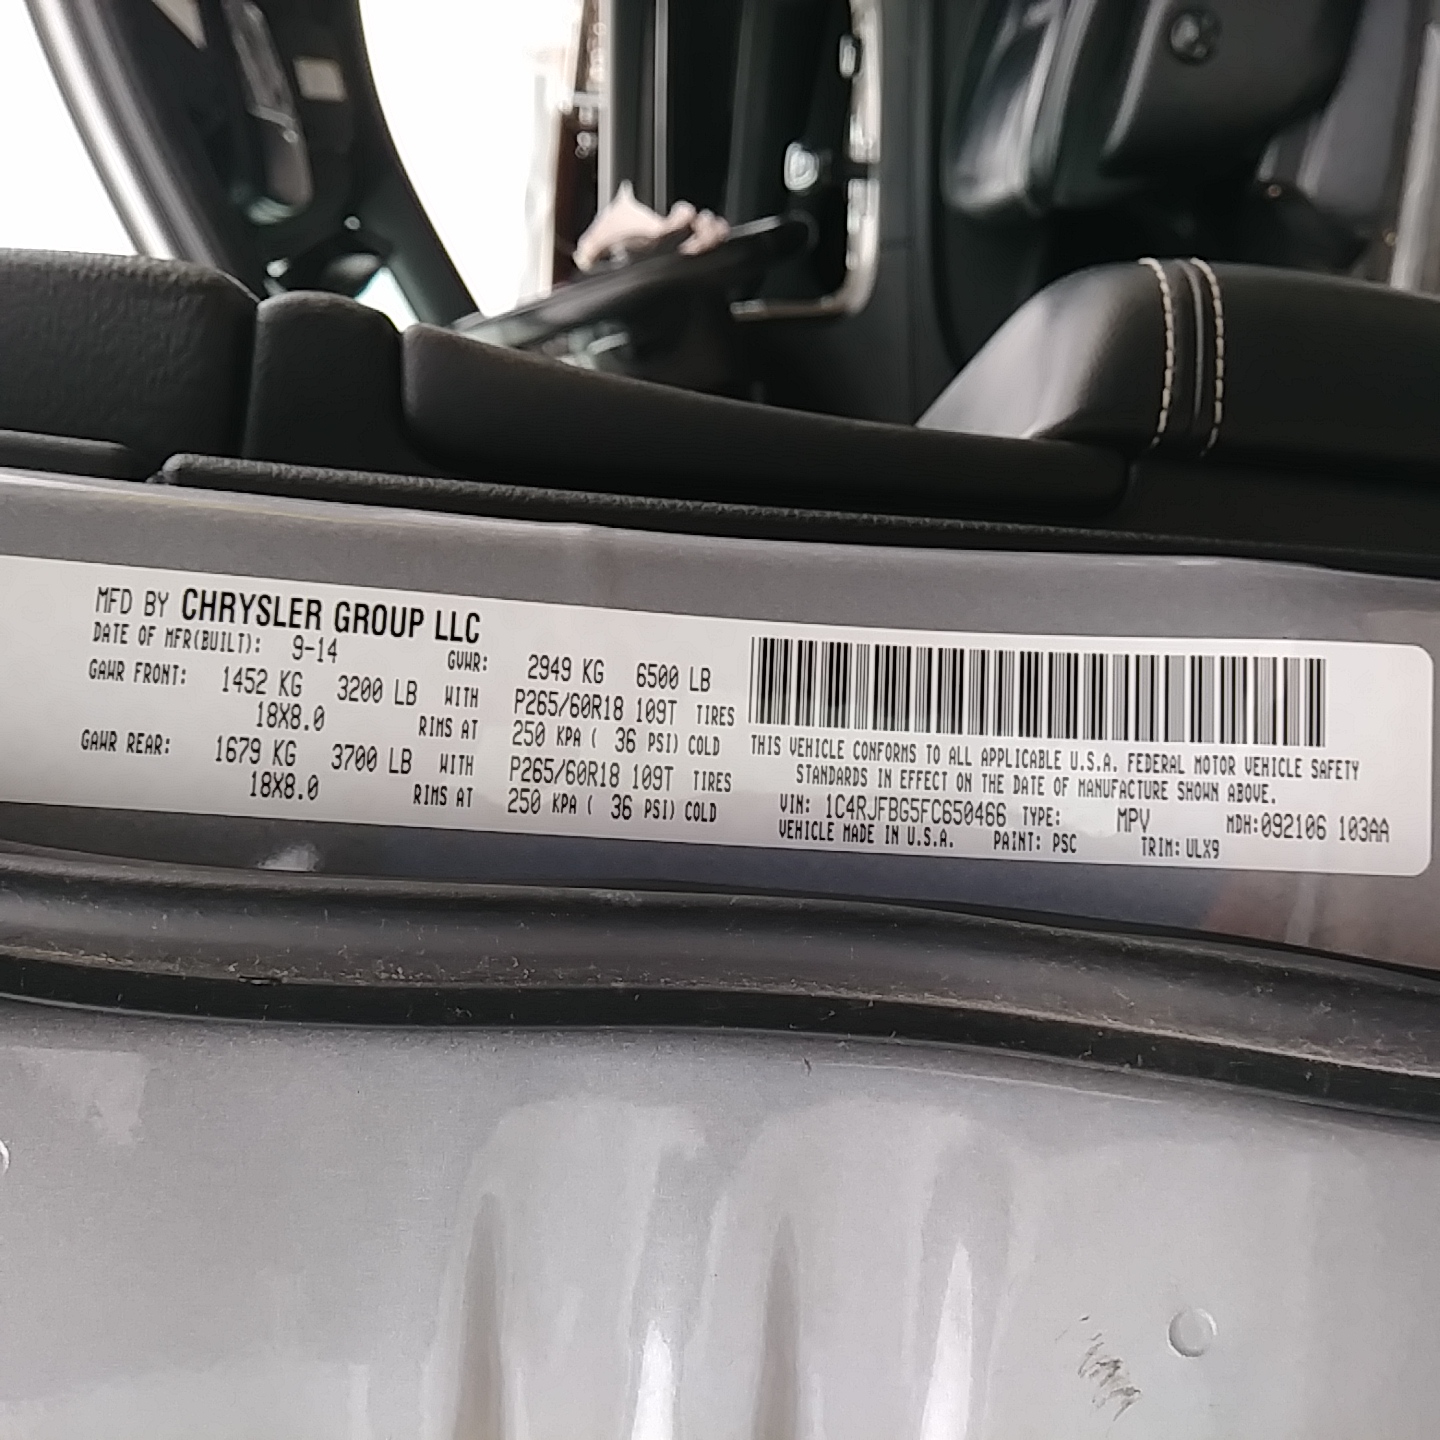 MFD BY CHRYSLER GROUP LLC
DATE OF MFR(BUILT): 9-14 GVWR: 2949 KG 6500 LB
GAWR FRONT: 1452 KG 3200 LB WITH P265/60R18 109T TIRES
18X8.0 RIMS AT 250 KPA ( 36 PSI) COLD
GAWR REAR: 1679 KG 3700 LB WITH P265/60R18 109T TIRES
18X8.0 RIMS AT 250 KPA ( 36 PSI) COLD
THIS VEHICLE CONFORMS TO ALL APPLICABLE U.S.A. FEDERAL MOTOR VEHICLE SAFETY
STANDARDS IN EFFECT ON THE DATE OF MANUFACTURE SHOWN ABOVE.
VIN: 1C4RJFBG5FC650466 TYPE: MPV MDH:092106 103AA
VEHICLE MADE IN U.S.A. PAINT: PSC TRIM: ULX9